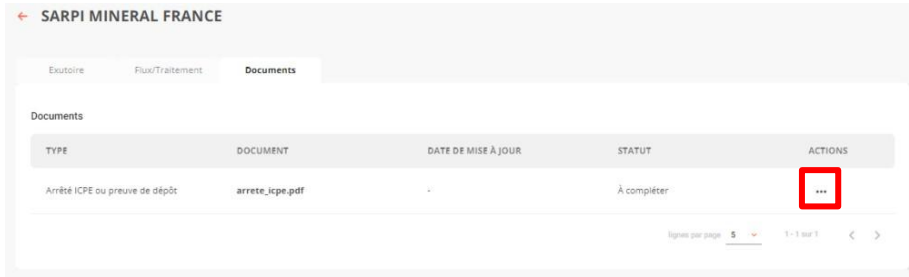 ← SARPI MINERAL FRANCE
Exutoire Flux/Traitement Documents
Documents
TYPE DOCUMENT DATE DE MISE À JOUR STATUT ACTIONS
Arrêté ICPE ou preuve de dépôt arrete_icpe.pdf - À compléter ...
lignes par page 5 1-1 sur 1 < >